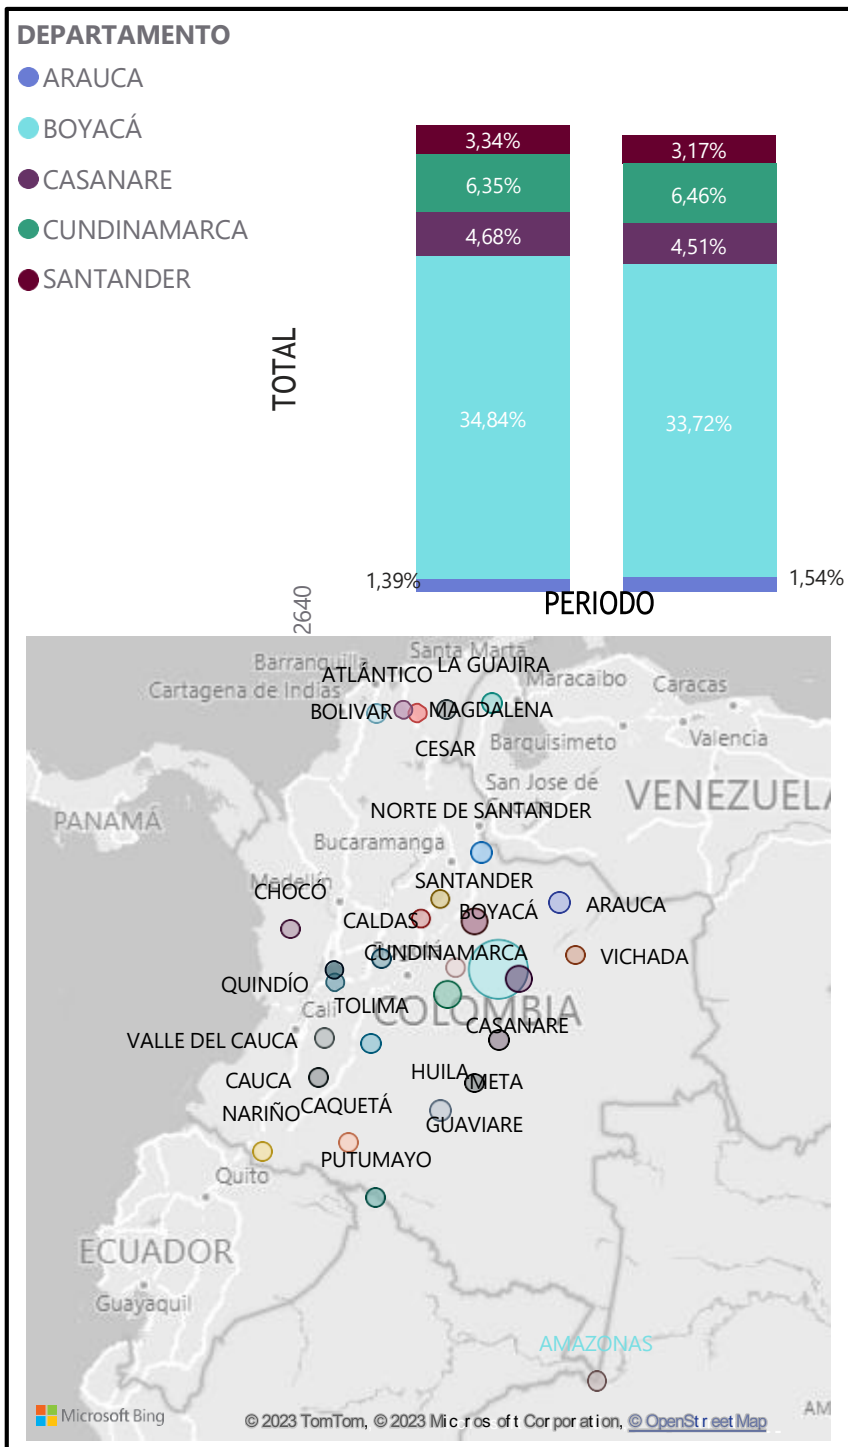 DEPARTAMENTO
ARAUCA
BOYACÁ
CASANARE
CUNDINAMARCA
SANTANDER
3,34%
3,17%
6,35%
6,46%
4,68%
4,51%
TOTAL
34,84%
33,72%
1,39%
1,54%
2640
PERIODO
Santa Marta
LA GUAJIRA
Barranquilla
ATLÁNTICO
Maracaibo
Caracas
Cartagena de Indias
BOLIVAR
MAGDALENA
CESAR
Barquisimeto
Valencia
San Jose de
VENEZUELA
NORTE DE SANTANDER
PANAMÁ
Bucaramanga
Medellín
SANTANDER
CHOCÓ
CALDAS
BOYACÁ
ARAUCA
CUNDINAMARCA
VICHADA
QUINDÍO
TOLIMA
Cali
COLOMBIA
CASANARE
VALLE DEL CAUCA
CAUCA
HUILA
META
CAQUETÁ
NARIÑO
GUAVIARE
PUTUMAYO
Quito
ECUADOR
Guayaquil
AMAZONAS
Microsoft Bing
© 2023 TomTom, © 2023 Microsoft Corporation, © OpenStreetMap
AM